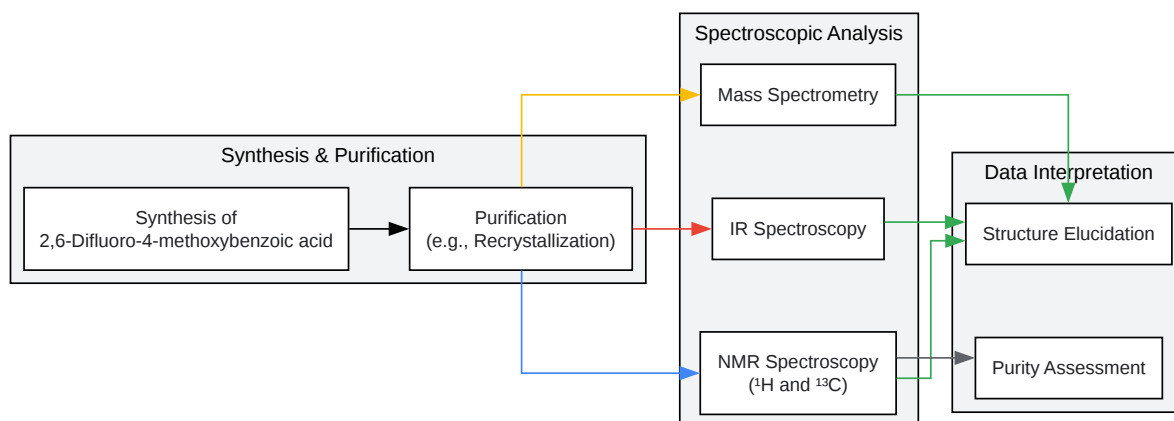 Synthesis & Purification
Synthesis of
2,6-Difluoro-4-methoxybenzoic acid
Purification
(e.g., Recrystallization)
Spectroscopic Analysis
Mass Spectrometry
IR Spectroscopy
NMR Spectroscopy
(¹H and ¹³C)
Data Interpretation
Structure Elucidation
Purity Assessment